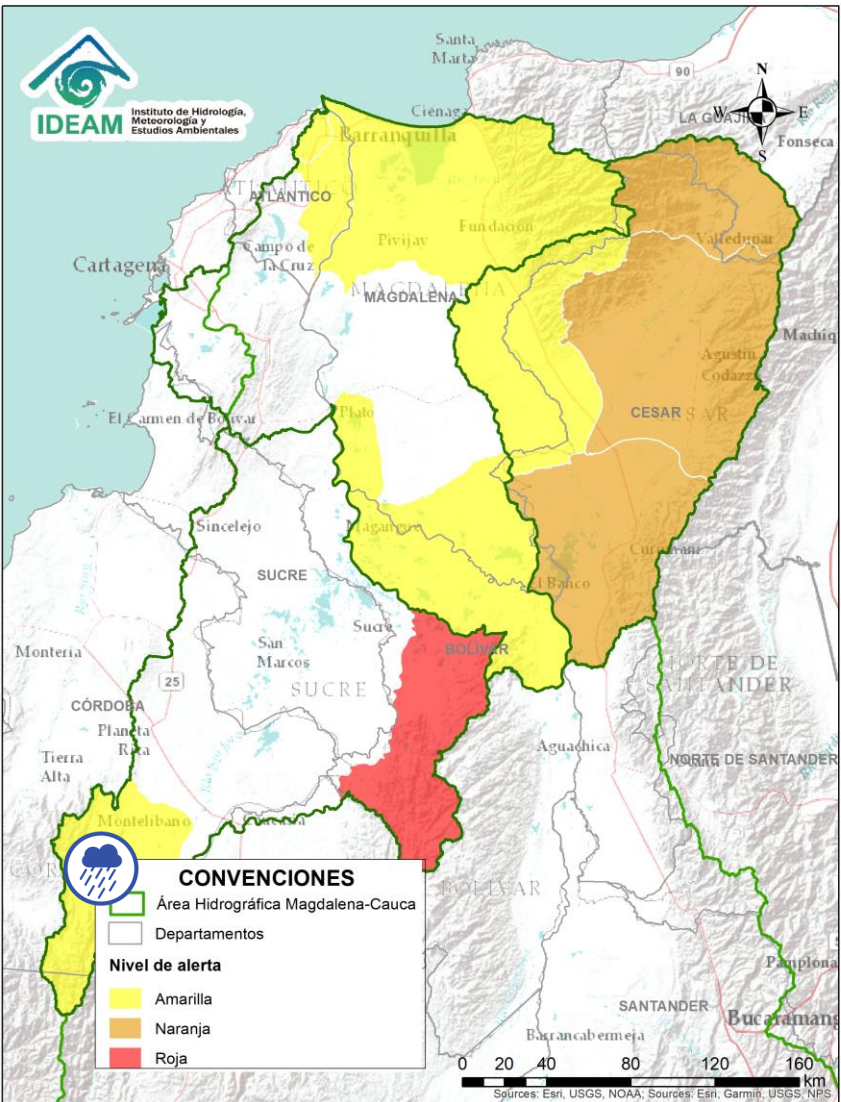 Santa
Marta
90
N
W E
S
IDEAM
Instituto de Hidrología,
Meteorología y
Estudios Ambientales
Ciénaga
Barranquilla
Fonseca
ATLÁNTICO
Valledupar
Cartagena
Campo de
la Cruz
Pivijay
Fundación
MAGDALENA
MAGDALENA
Agustín
Codazzi
CESAR
CESAR
El Carmen de Bolívar
Plato
Sincelejo
Magangué
Curumaní
El Banco
SUCRE
Sucre
BOLÍVAR
Montería
San
Marcos
SUCRE
NORTE DE
SANTANDER
25
CÓRDOBA
Planeta
Rica
Tierra
Alta
Aguachica
NORTE DE SANTANDER
Montelíbano
Caucasia
BOLÍVAR
CONVENCIONES
Área Hidrográfica Magdalena-Cauca
Departamentos
Nivel de alerta
Amarilla
Naranja
Roja
Pamplona
SANTANDER
Barrancabermeja
0 20 40 80 120 160
km
Sources: Esri, USGS, NOAA; Sources: Esri, Garmin, USGS, NPS